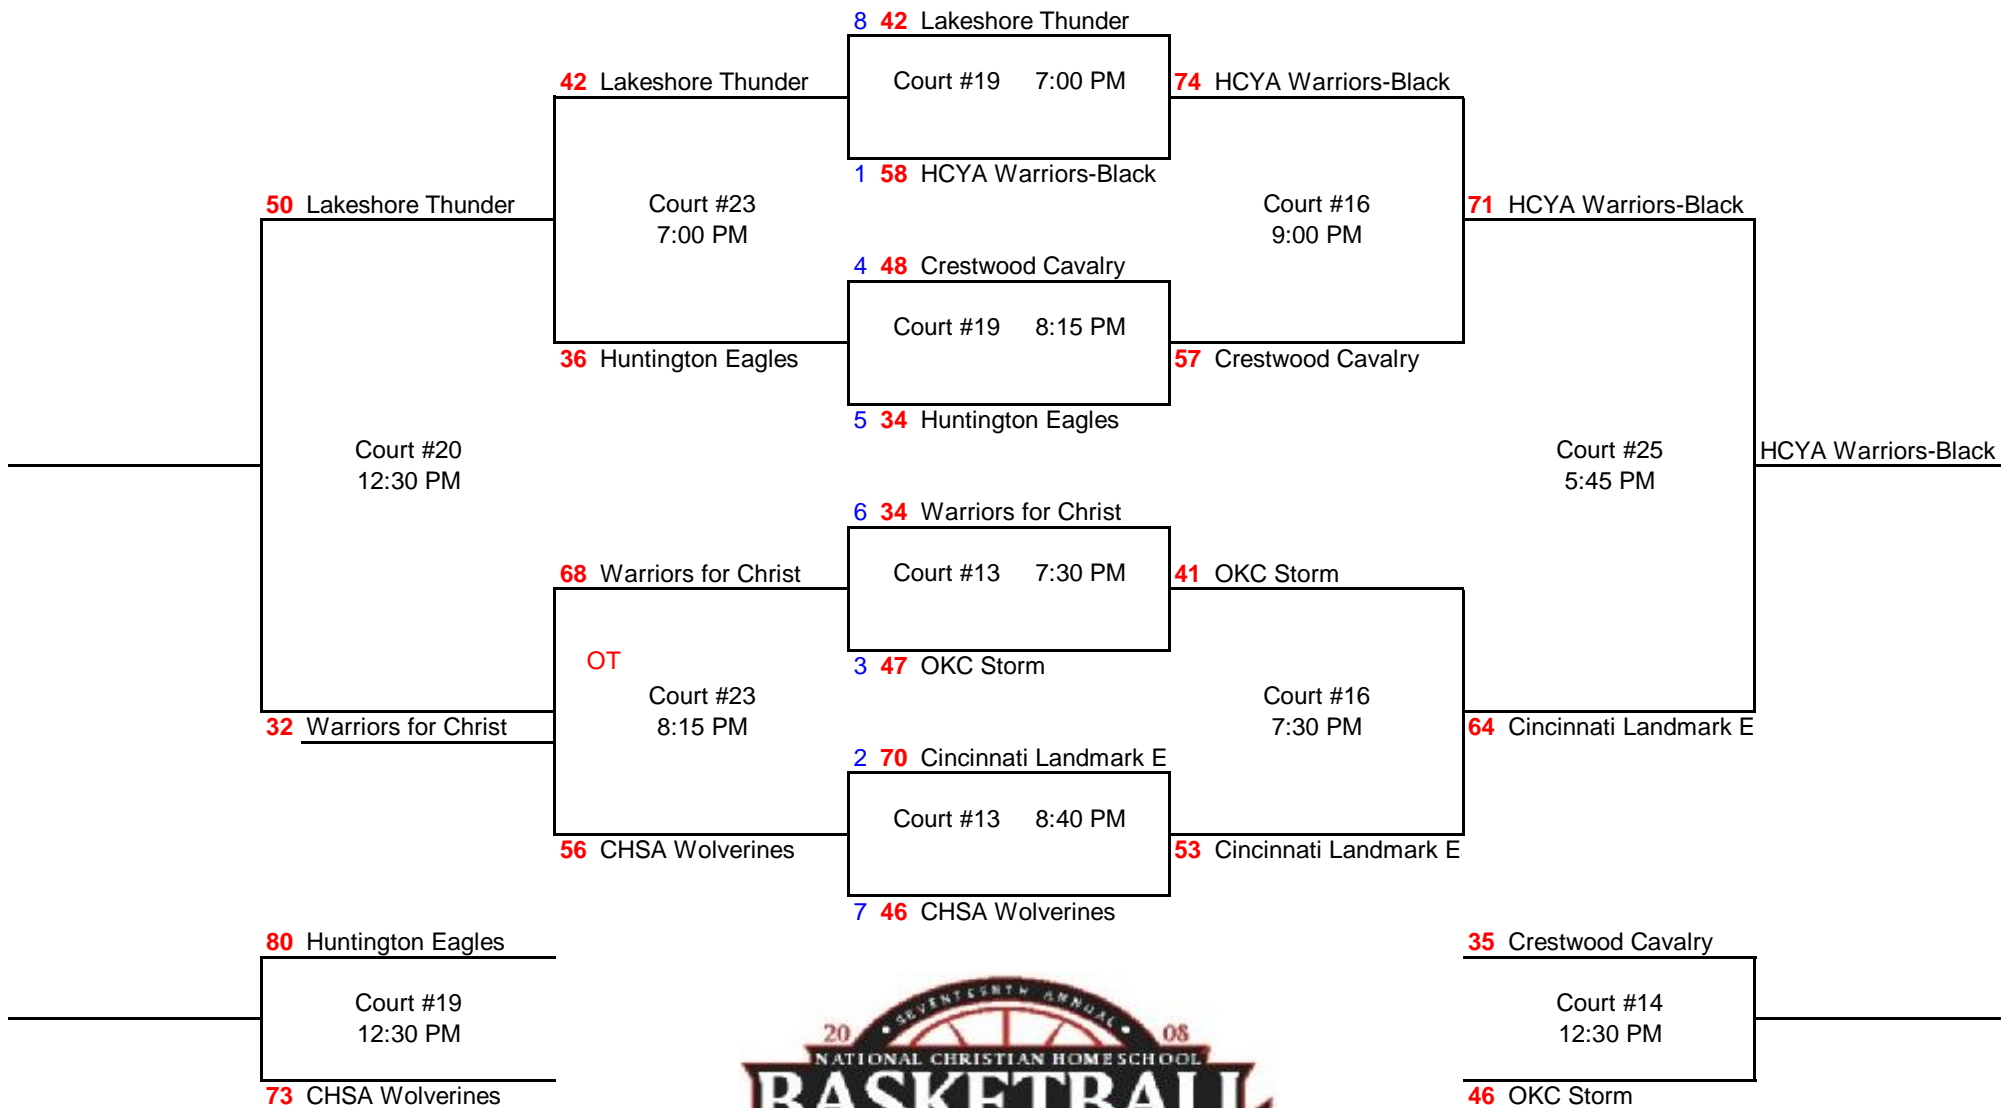 8 42 Lakeshore Thunder
42 Lakeshore Thunder
Court #19 7:00 PM
74 HCYA Warriors-Black
1 58 HCYA Warriors-Black
50 Lakeshore Thunder
Court #23
7:00 PM
Court #16
9:00 PM
71 HCYA Warriors-Black
4 48 Crestwood Cavalry
Court #19 8:15 PM
36 Huntington Eagles
57 Crestwood Cavalry
5 34 Huntington Eagles
Court #20
12:30 PM
Court #25
5:45 PM
HCYA Warriors-Black
6 34 Warriors for Christ
68 Warriors for Christ
Court #13 7:30 PM
41 OKC Storm
OT
3 47 OKC Storm
Court #23
8:15 PM
Court #16
7:30 PM
32 Warriors for Christ
64 Cincinnati Landmark E
2 70 Cincinnati Landmark E
Court #13 8:40 PM
56 CHSA Wolverines
53 Cincinnati Landmark E
7 46 CHSA Wolverines
80 Huntington Eagles
35 Crestwood Cavalry
Court #19
12:30 PM
Court #14
12:30 PM
73 CHSA Wolverines
46 OKC Storm
SEVENTEENTH ANNUAL
20 08
NATIONAL CHRISTIAN HOMESCHOOL
BASKETBALL